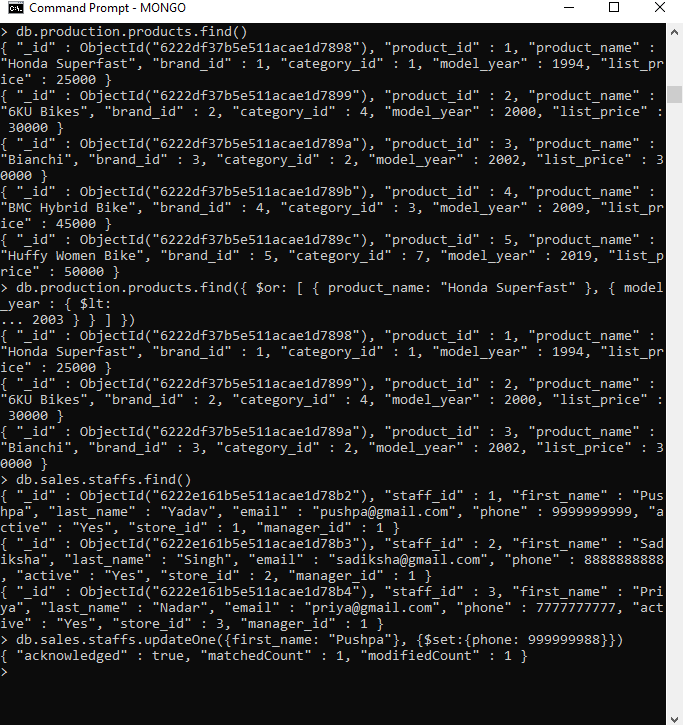 Command Prompt - MONGO
> db.production.products.find()
{ "_id" : ObjectId("6222df37b5e511acae1d7898"), "product_id" : 1, "product_name" :
"Honda Superfast", "brand_id" : 1, "category_id" : 1, "model_year" : 1994, "list_pr
ice" : 25000 }
{ "_id" : ObjectId("6222df37b5e511acae1d7899"), "product_id" : 2, "product_name" :
"6KU Bikes", "brand_id" : 2, "category_id" : 4, "model_year" : 2000, "list_price" :
 30000 }
{ "_id" : ObjectId("6222df37b5e511acae1d789a"), "product_id" : 3, "product_name" :
"Bianchi", "brand_id" : 3, "category_id" : 2, "model_year" : 2002, "list_price" : 3
0000 }
{ "_id" : ObjectId("6222df37b5e511acae1d789b"), "product_id" : 4, "product_name" :
"BMC Hybrid Bike", "brand_id" : 4, "category_id" : 3, "model_year" : 2009, "list_pr
ice" : 45000 }
{ "_id" : ObjectId("6222df37b5e511acae1d789c"), "product_id" : 5, "product_name" :
"Huffy Women Bike", "brand_id" : 5, "category_id" : 7, "model_year" : 2019, "list_p
rice" : 50000 }
> db.production.products.find({ $or: [ { product_name: "Honda Superfast" }, { model
_year : { $lt:
... 2003 } } ] })
{ "_id" : ObjectId("6222df37b5e511acae1d7898"), "product_id" : 1, "product_name" :
"Honda Superfast", "brand_id" : 1, "category_id" : 1, "model_year" : 1994, "list_pr
ice" : 25000 }
{ "_id" : ObjectId("6222df37b5e511acae1d7899"), "product_id" : 2, "product_name" :
"6KU Bikes", "brand_id" : 2, "category_id" : 4, "model_year" : 2000, "list_price" :
 30000 }
{ "_id" : ObjectId("6222df37b5e511acae1d789a"), "product_id" : 3, "product_name" :
"Bianchi", "brand_id" : 3, "category_id" : 2, "model_year" : 2002, "list_price" : 3
0000 }
> db.sales.staffs.find()
{ "_id" : ObjectId("6222e161b5e511acae1d78b2"), "staff_id" : 1, "first_name" : "Pus
hpa", "last_name" : "Yadav", "email" : "pushpa@gmail.com", "phone" : 9999999999, "a
ctive" : "Yes", "store_id" : 1, "manager_id" : 1 }
{ "_id" : ObjectId("6222e161b5e511acae1d78b3"), "staff_id" : 2, "first_name" : "Sad
iksha", "last_name" : "Singh", "email" : "sadiksha@gmail.com", "phone" : 8888888888
, "active" : "Yes", "store_id" : 2, "manager_id" : 1 }
{ "_id" : ObjectId("6222e161b5e511acae1d78b4"), "staff_id" : 3, "first_name" : "Pri
ya", "last_name" : "Nadar", "email" : "priya@gmail.com", "phone" : 7777777777, "act
ive" : "Yes", "store_id" : 3, "manager_id" : 1 }
> db.sales.staffs.updateOne({first_name: "Pushpa"}, {$set:{phone: 999999988}})
{ "acknowledged" : true, "matchedCount" : 1, "modifiedCount" : 1 }
>